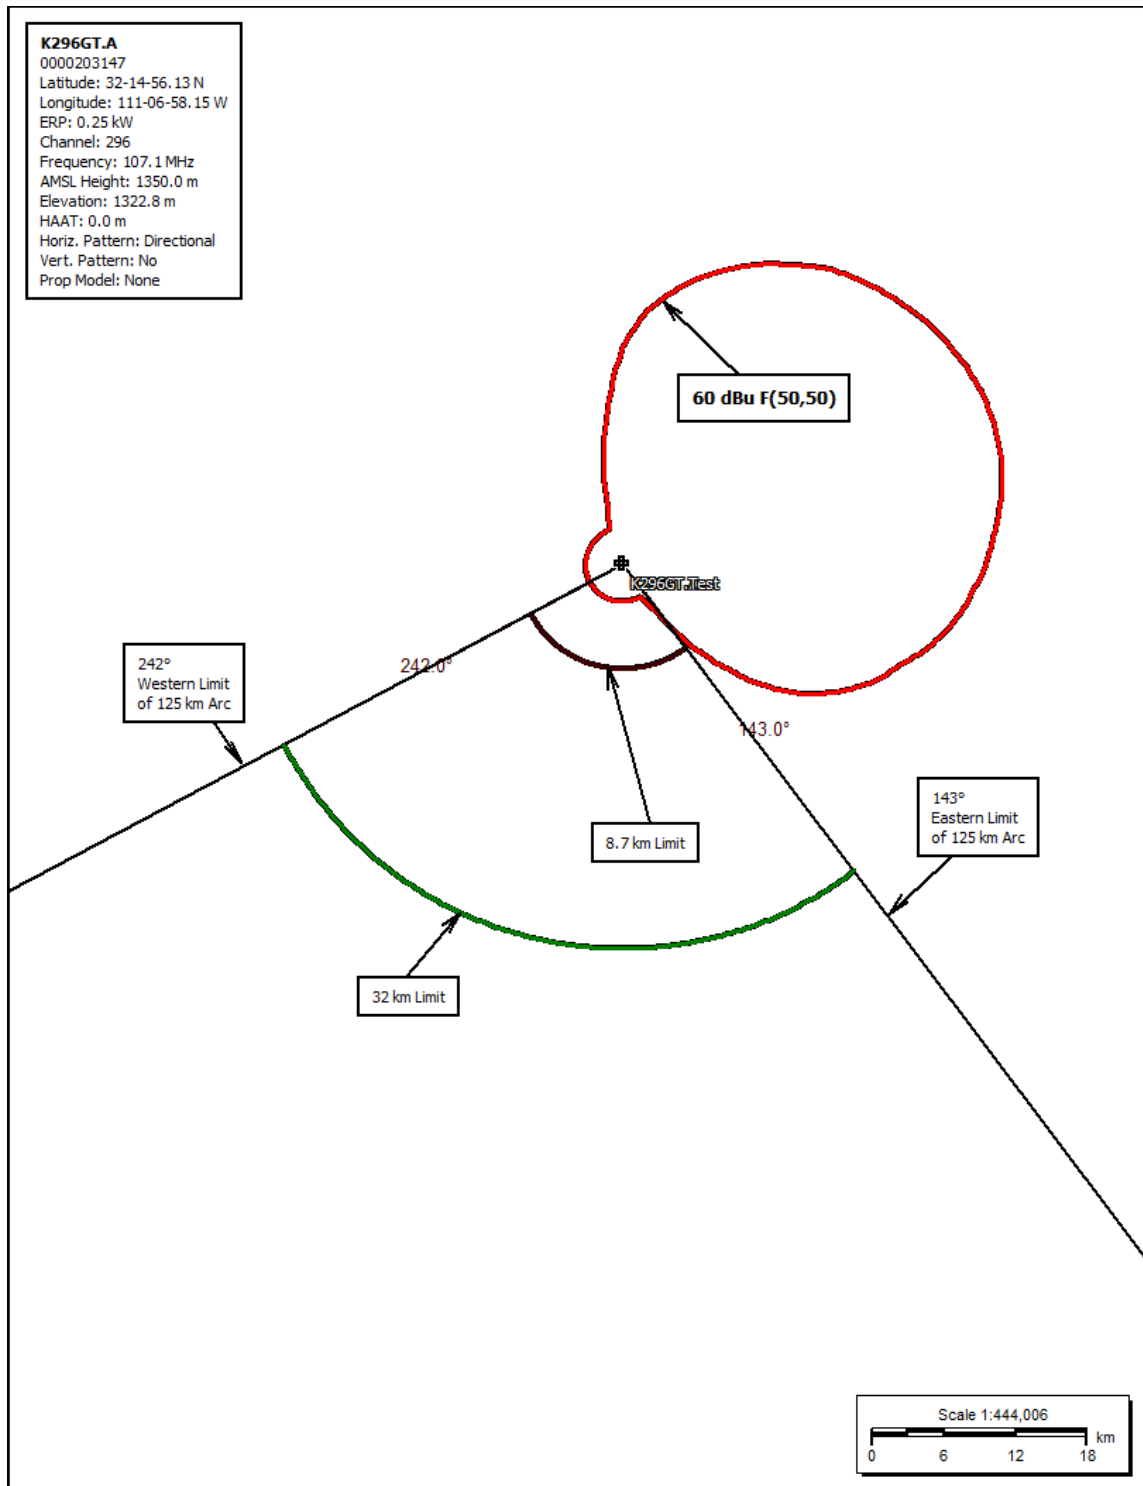 K296GT.A
0000203147
Latitude: 32-14-56.13 N
Longitude: 111-06-58.15 W
ERP: 0.25 kW
Channel: 296
Frequency: 107.1 MHz
AMSL Height: 1350.0 m
Elevation: 1322.8 m
HAAT: 0.0 m
Horiz. Pattern: Directional
Vert. Pattern: No
Prop Model: None
60 dBu F(50,50)
K296GT.Test
242°
Western Limit
of 125 km Arc
242.0°
143.0°
143°
Eastern Limit
of 125 km Arc
8.7 km Limit
32 km Limit
Scale 1:444,006
km
0 6 12 18